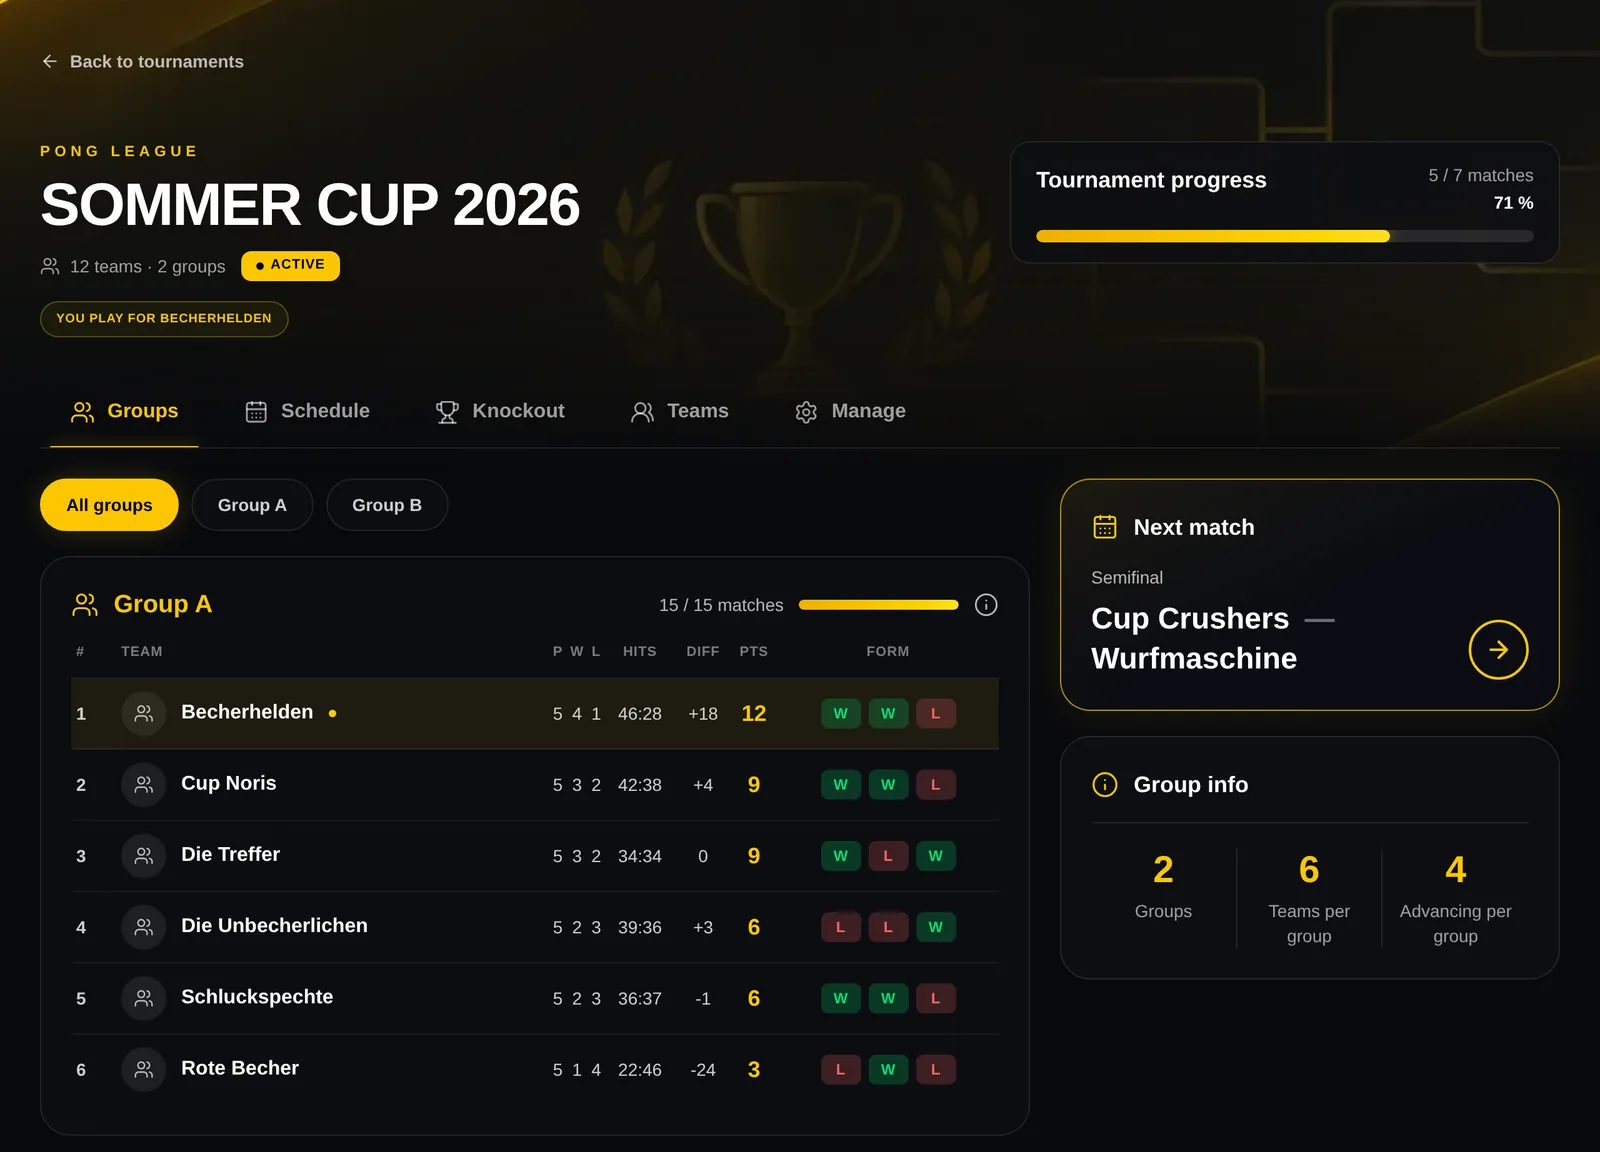 Back to tournaments
PONG LEAGUE
SOMMER CUP 2026
12 teams · 2 groups ● ACTIVE
YOU PLAY FOR BECHERHELDEN
Tournament progress 5 / 7 matches
71 %
Groups Schedule Knockout Teams Manage
All groups Group A Group B
Group A 15 / 15 matches
# TEAM P W L HITS DIFF PTS FORM
1 Becherhelden 5 4 1 46:28 +18 12 W W L
2 Cup Noris 5 3 2 42:38 +4 9 W W L
3 Die Treffer 5 3 2 34:34 0 9 W L W
4 Die Unbecherlichen 5 2 3 39:36 +3 6 L L W
5 Schluckspechte 5 2 3 36:37 -1 6 W W L
6 Rote Becher 5 1 4 22:46 -24 3 L W L
Next match
Semifinal
Cup Crushers —
Wurfmaschine
Group info
2 6 4
Groups Teams per Advancing per
group group